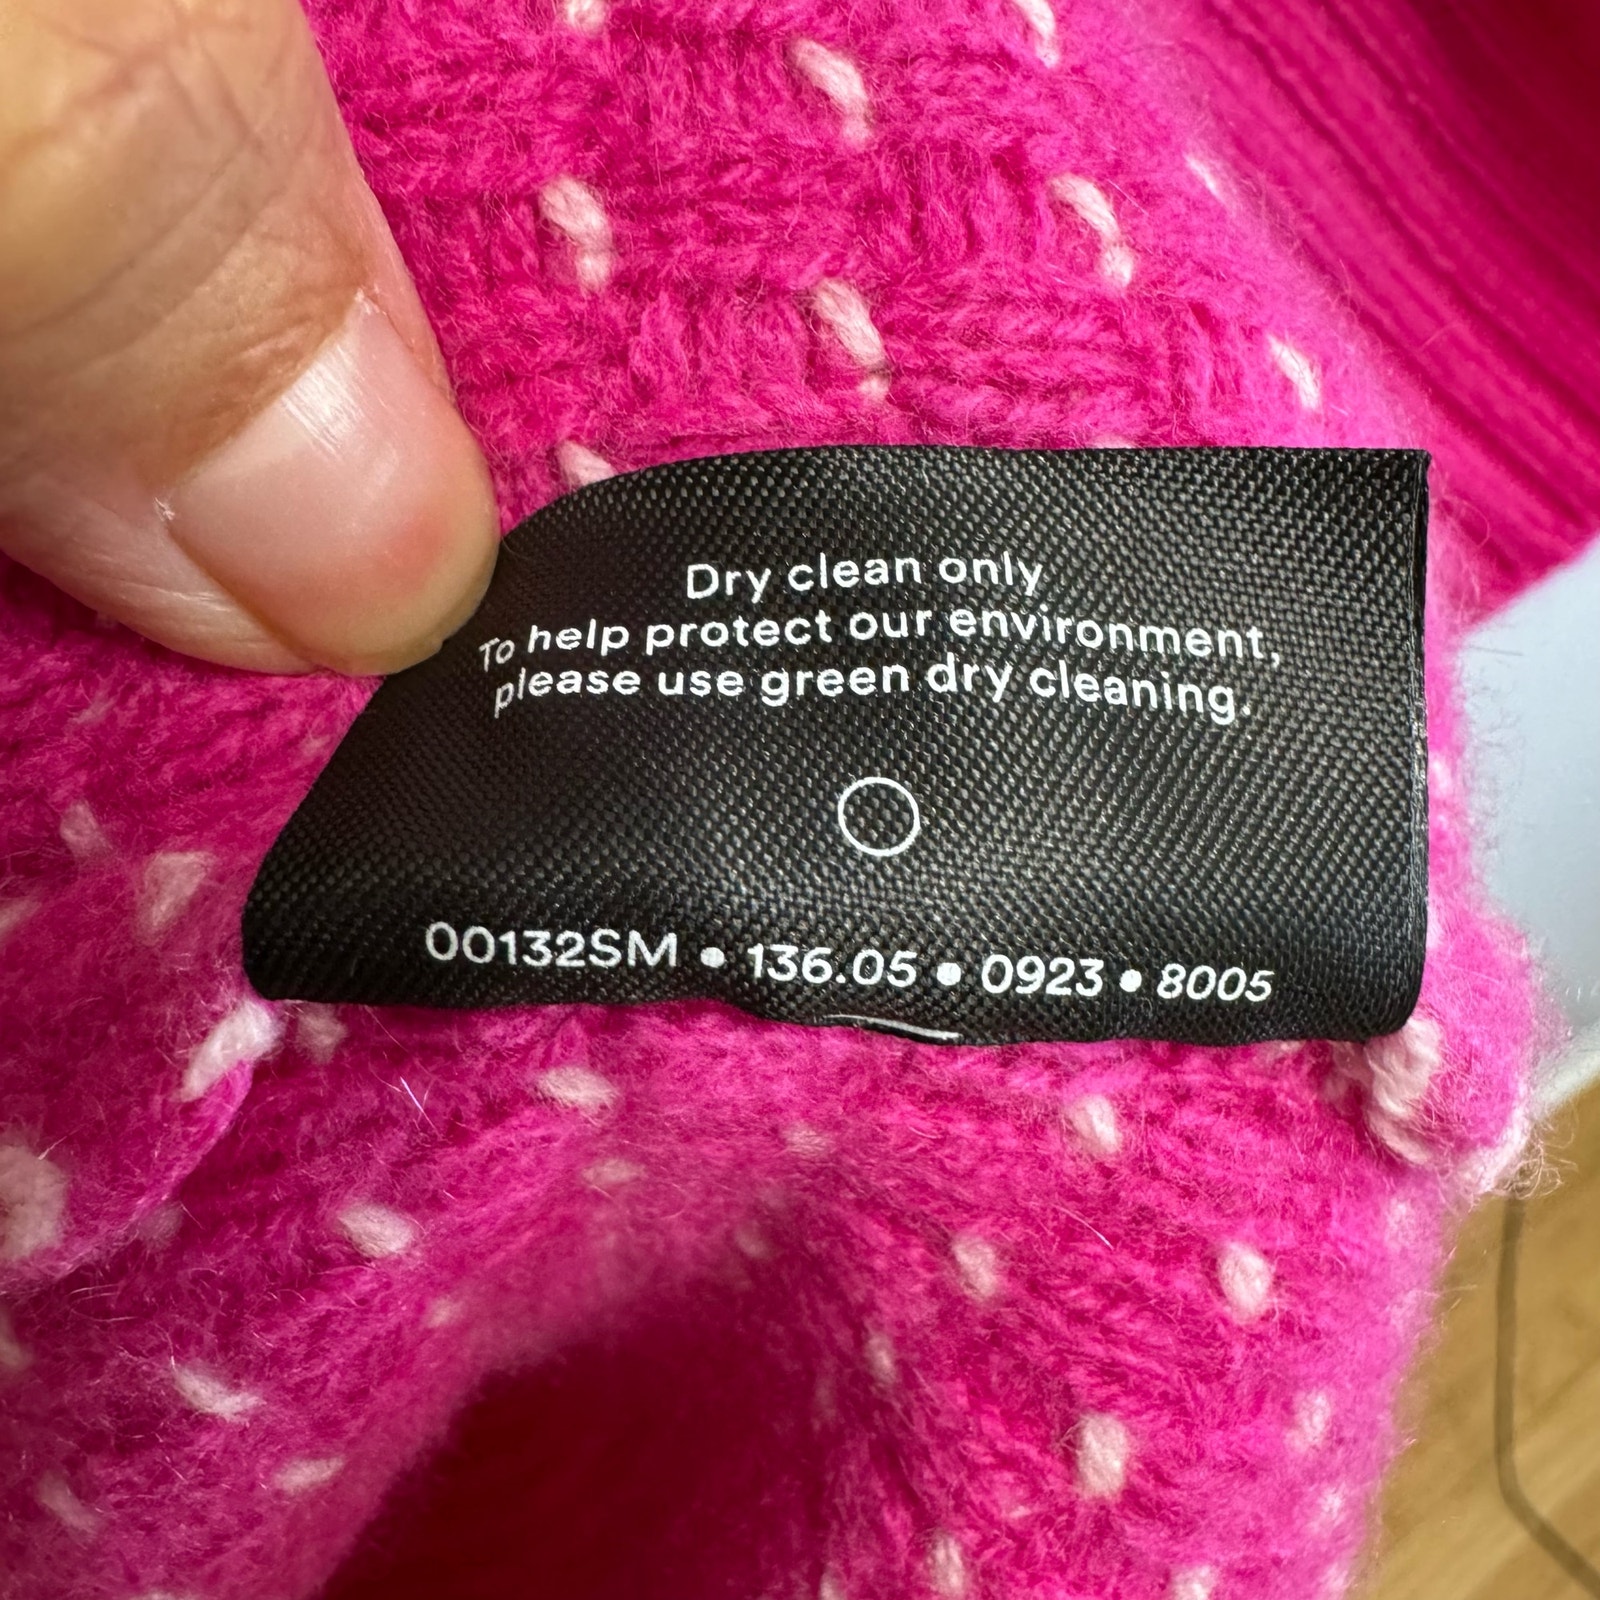 Dry clean only
To help protect our environment,
please use green dry cleaning.
00132SM • 136.05 • 0923 • 8005